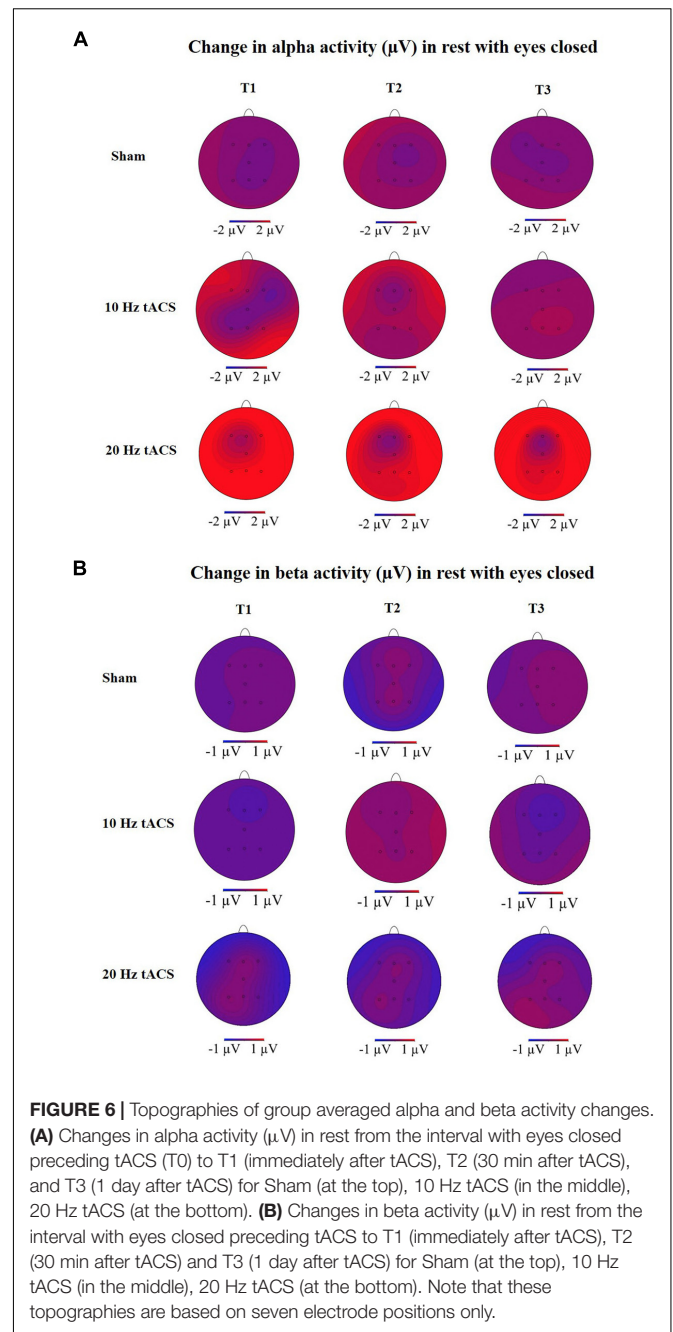 A
Change in alpha activity (µV) in rest with eyes closed
T1 T2 T3
Sham
-2 µV 2 µV -2 µV 2 µV -2 µV 2 µV
10 Hz tACS
-2 µV 2 µV -2 µV 2 µV -2 µV 2 µV
20 Hz tACS
-2 µV 2 µV -2 µV 2 µV -2 µV 2 µV
B
Change in beta activity (µV) in rest with eyes closed
T1 T2 T3
Sham
-1 µV 1 µV -1 µV 1 µV -1 µV 1 µV
10 Hz tACS
-1 µV 1 µV -1 µV 1 µV -1 µV 1 µV
20 Hz tACS
-1 µV 1 µV -1 µV 1 µV -1 µV 1 µV
FIGURE 6 | Topographies of group averaged alpha and beta activity changes.
(A) Changes in alpha activity (µV) in rest from the interval with eyes closed
preceding tACS (T0) to T1 (immediately after tACS), T2 (30 min after tACS),
and T3 (1 day after tACS) for Sham (at the top), 10 Hz tACS (in the middle),
20 Hz tACS (at the bottom). (B) Changes in beta activity (µV) in rest from the
interval with eyes closed preceding tACS to T1 (immediately after tACS), T2
(30 min after tACS) and T3 (1 day after tACS) for Sham (at the top), 10 Hz
tACS (in the middle), 20 Hz tACS (at the bottom). Note that these
topographies are based on seven electrode positions only.